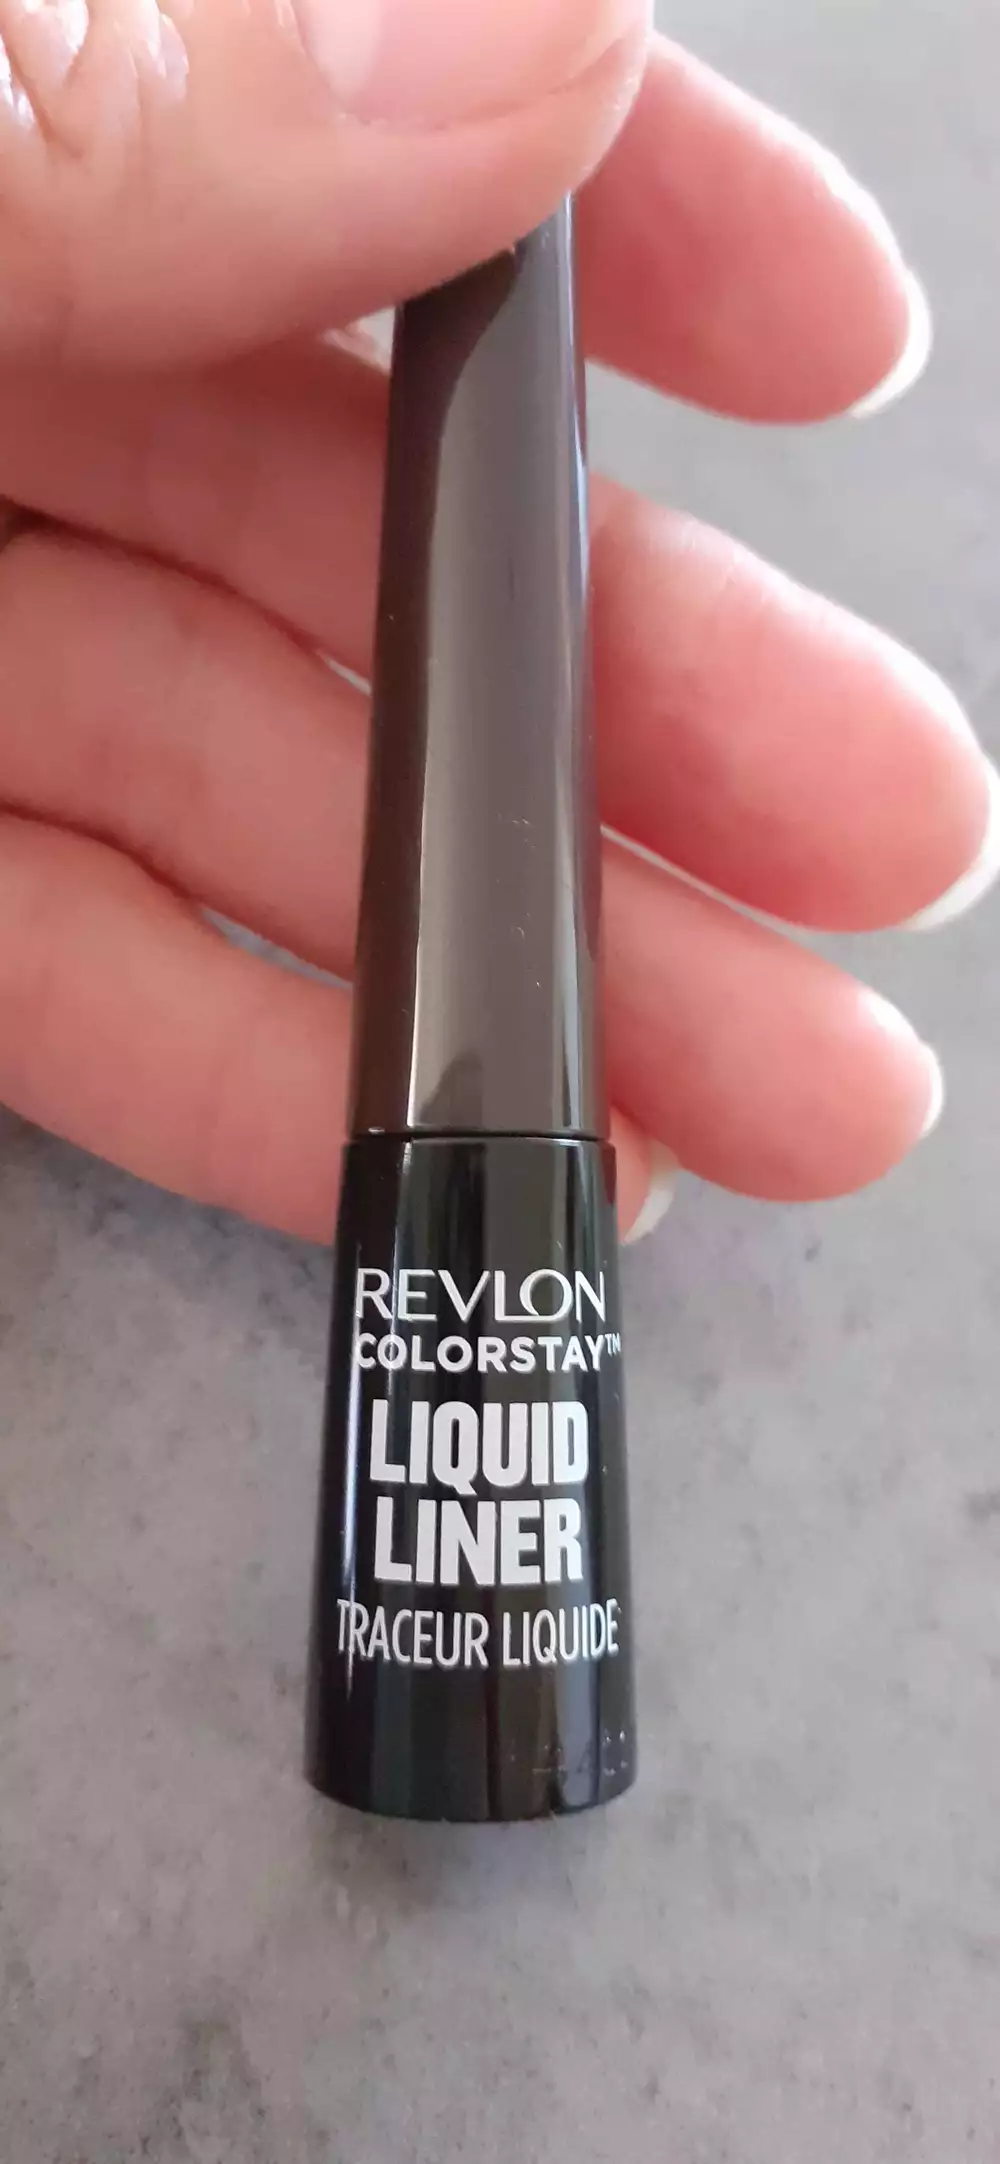 REVLON
COLORSTAY™
LIQUID
LINER
TRACEUR LIQUIDE